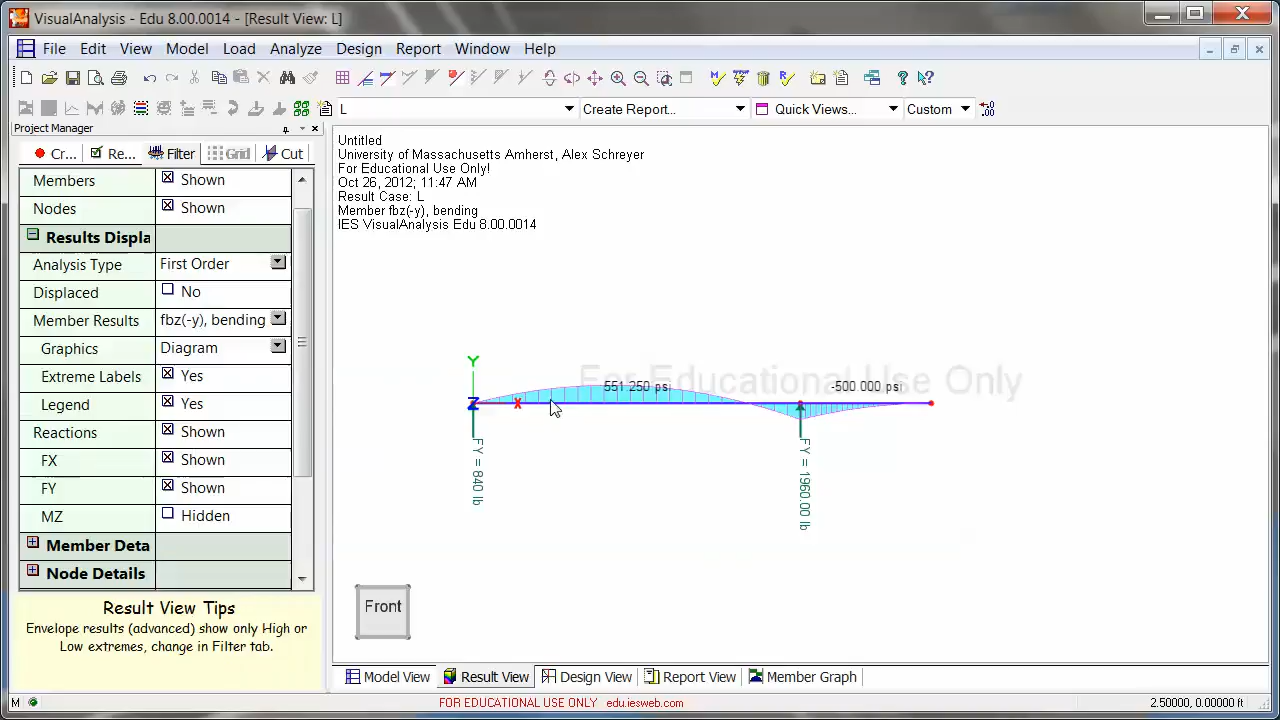 VisualAnalysis - Edu 8.00.0014 - [Result View: L]
File Edit View Model Load Analyze Design Report Window Help
L Create Report... Quick Views... Custom
Project Manager
Cr... Re... Filter Grid Cut
Members Shown
Nodes Shown
Results Displa
Analysis Type First Order
Displaced No
Member Results fbz(-y), bending
Graphics Diagram
Extreme Labels Yes
Legend Yes
Reactions Shown
FX Shown
FY Shown
MZ Hidden
Member Deta
Node Details
Result View Tips
Envelope results (advanced) show only High or
Low extremes, change in Filter tab.
Untitled
University of Massachusetts Amherst, Alex Schreyer
For Educational Use Only!
Oct 26, 2012; 11:47 AM
Result Case: L
Member fbz(-y), bending
IES VisualAnalysis Edu 8.00.0014
For Educational Use Only
Y
551 250 psi
-500 000 psi
Z
X
FY = 840 lb
FY = 1960.00 lb
Front
Model View Result View Design View Report View Member Graph
M FOR EDUCATIONAL USE ONLY edu.iesweb.com 2.50000, 0.00000 ft